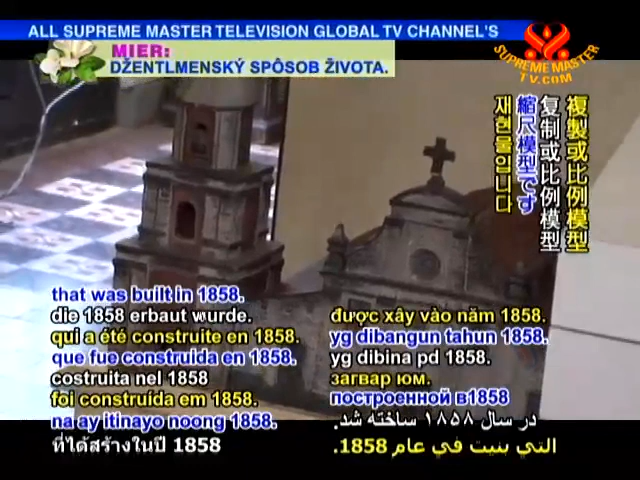 ALL SUPREME MASTER TELEVISION GLOBAL TV CHANNEL'S
MIER:
DŽENTLMENSKÝ SPÔSOB ŽIVOTA.
SUPREME MASTER
TV.COM
複製或比例模型
复制或比例模型
縮尺模型です
재현물입니다
that was built in 1858.
die 1858 erbaut wurde.
qui a été construite en 1858.
que fue construida en 1858.
costruita nel 1858
foi construída em 1858.
na ay itinayo noong 1858.
ที่ได้สร้างในปี 1858
được xây vào năm 1858.
yg dibangun tahun 1858.
yg dibina pd 1858.
загвар юм.
построенной в1858
در سال ۱۸۵۸ ساخته شد.
التي بنيت في عام 1858.